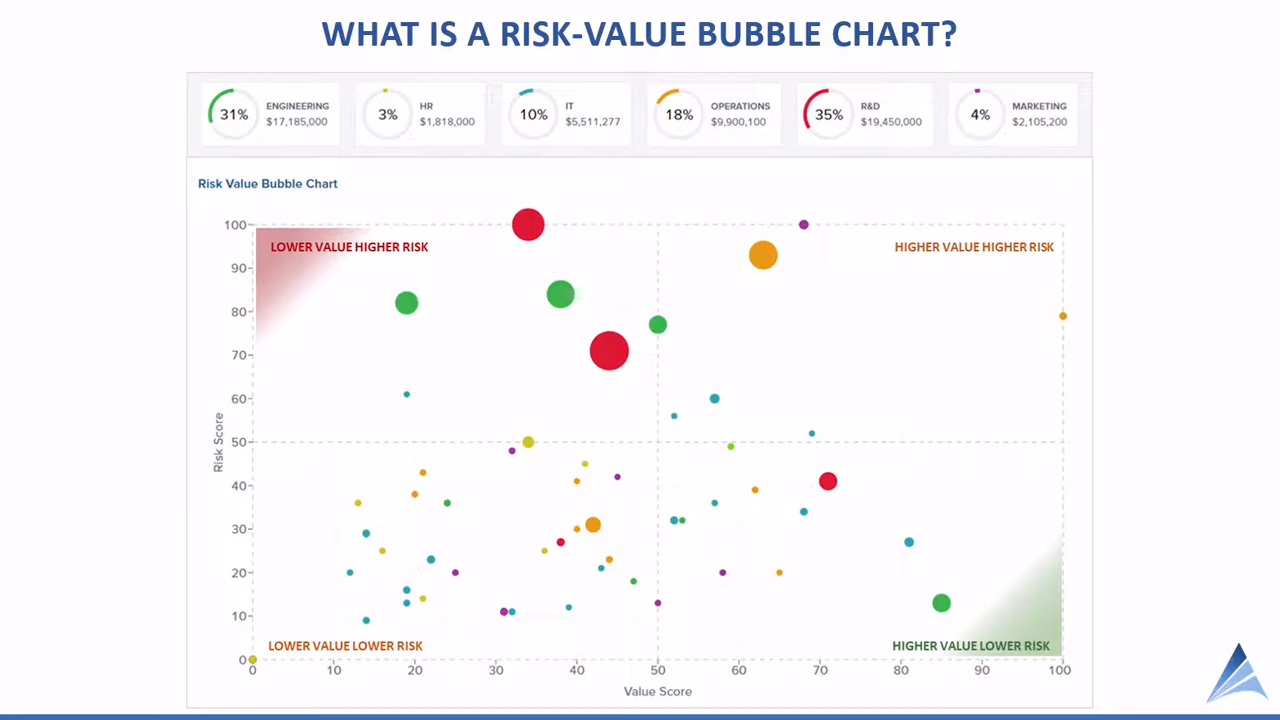 WHAT IS A RISK-VALUE BUBBLE CHART?
31%
ENGINEERING
$17,185,000
3%
HR
$1,818,000
10%
IT
$5,511,277
18%
OPERATIONS
$9,900,100
35%
R&D
$19,450,000
4%
MARKETING
$2,105,200
Risk Value Bubble Chart
LOWER VALUE HIGHER RISK
HIGHER VALUE HIGHER RISK
Risk Score
100
90
80
70
60
50
40
30
20
10
0
LOWER VALUE LOWER RISK
HIGHER VALUE LOWER RISK
0 10 20 30 40 50 60 70 80 90 100
Value Score